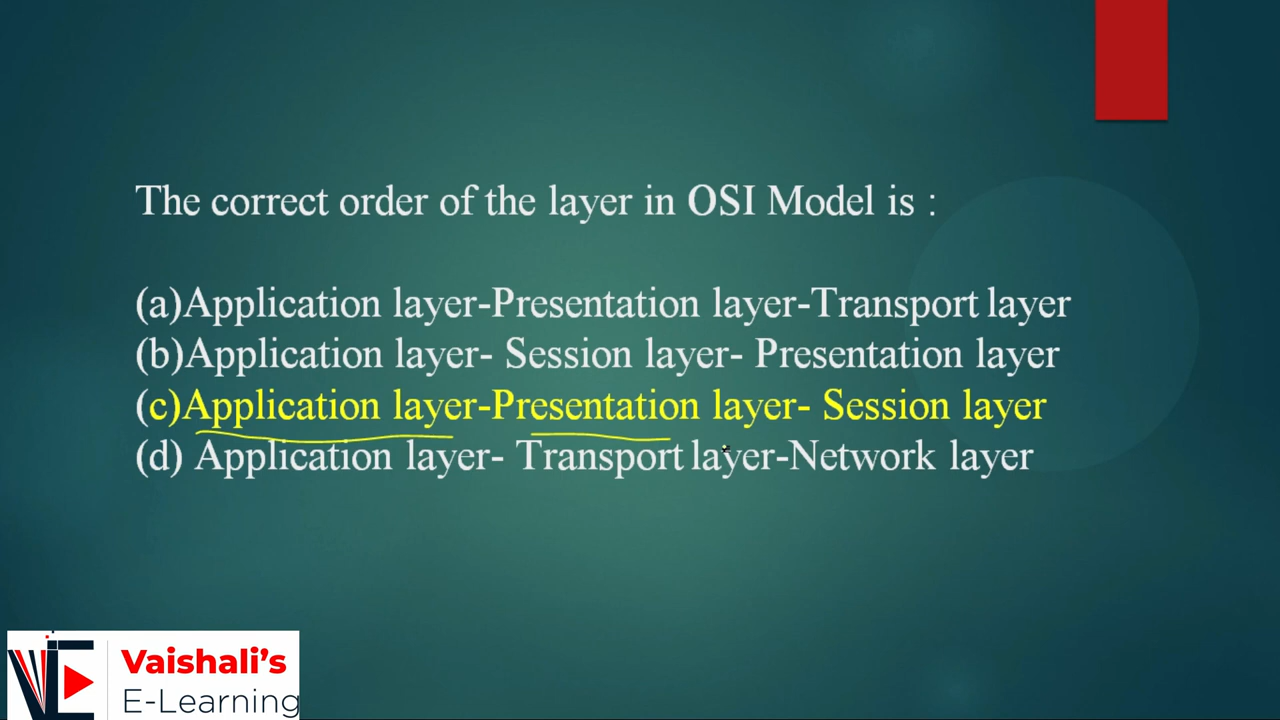 The correct order of the layer in OSI Model is :
(a)Application layer-Presentation layer-Transport layer
(b)Application layer- Session layer- Presentation layer
(c)Application layer-Presentation layer- Session layer
(d) Application layer- Transport layer-Network layer
Vaishali's
E-Learning